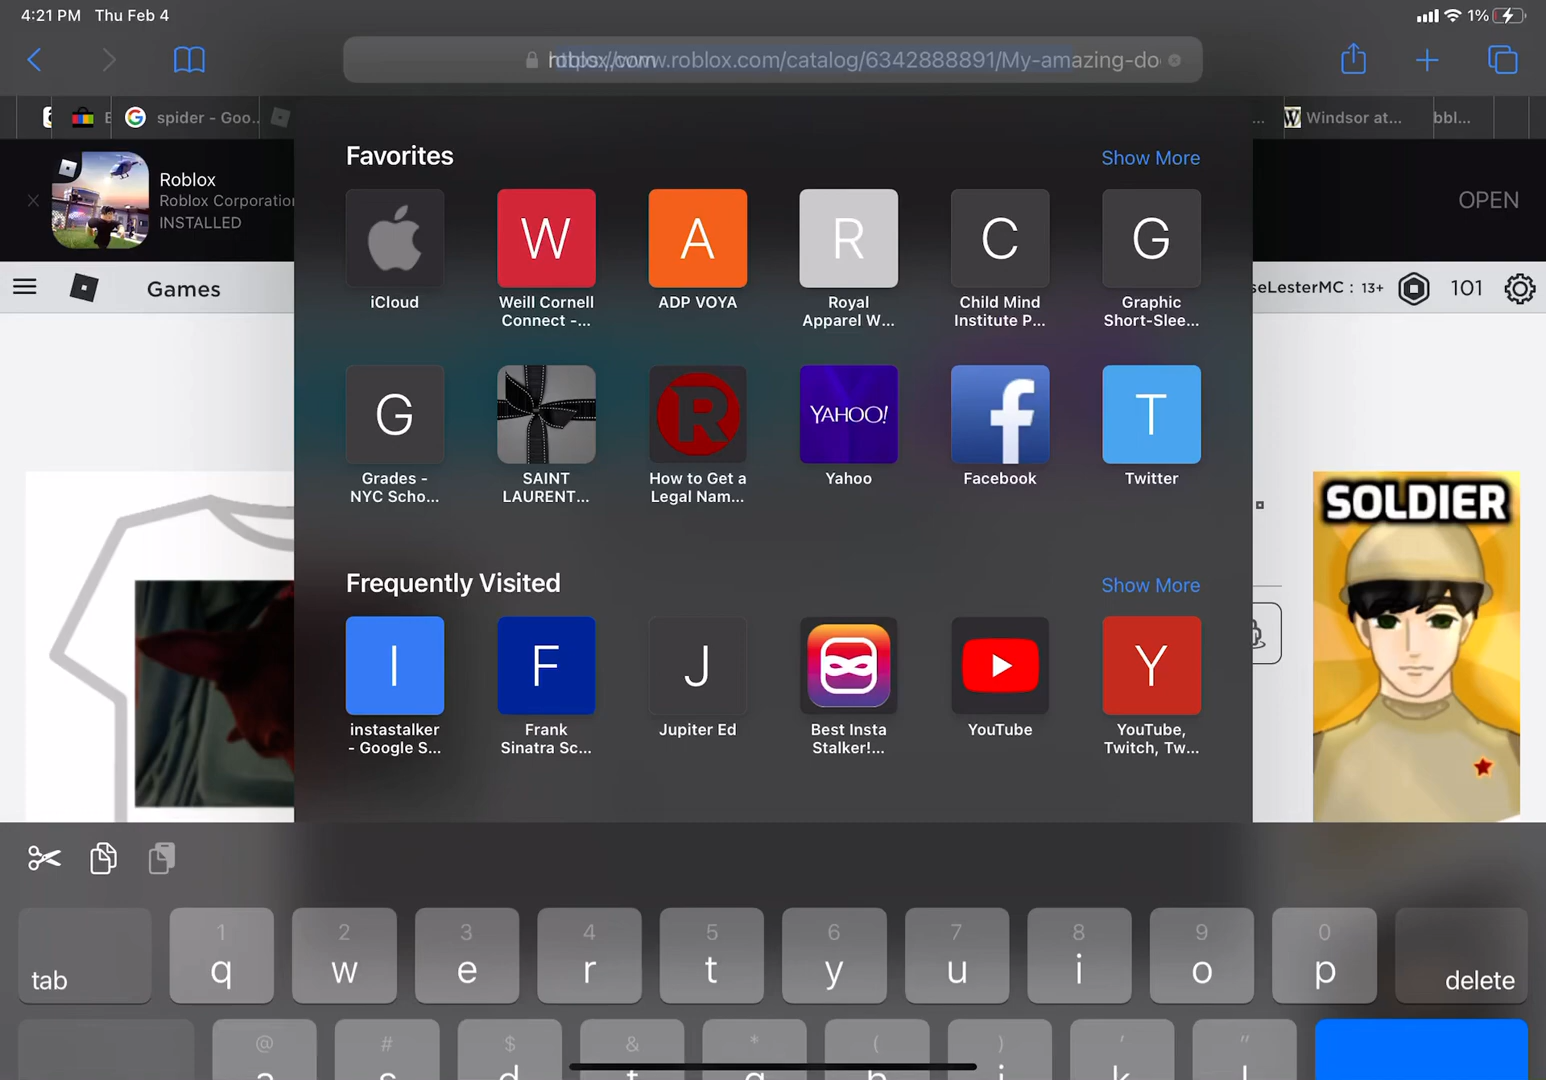 4:21 PM Thu Feb 4
1%
www.roblox.com/catalog/6342888891/My-amazing-do
spider - Goo...
Windsor at...
bbl...
Roblox
Roblox Corporation
INSTALLED
OPEN
Games
seLesterMC : 13+
101
Favorites
Show More
iCloud
W
Weill Cornell
Connect -...
A
ADP VOYA
R
Royal
Apparel W...
C
Child Mind
Institute P...
G
Graphic
Short-Slee...
G
Grades -
NYC Scho...
SAINT
LAURENT...
R
How to Get a
Legal Nam...
YAHOO!
Yahoo
f
Facebook
T
Twitter
SOLDIER
Frequently Visited
Show More
I
instastalker
- Google S...
F
Frank
Sinatra Sc...
J
Jupiter Ed
Best Insta
Stalker!...
YouTube
Y
YouTube,
Twitch, Tw...
1 2 3 4 5 6 7 8 9 0
tab q w e r t y u i o p delete
@ # $ & * ( ) ' "